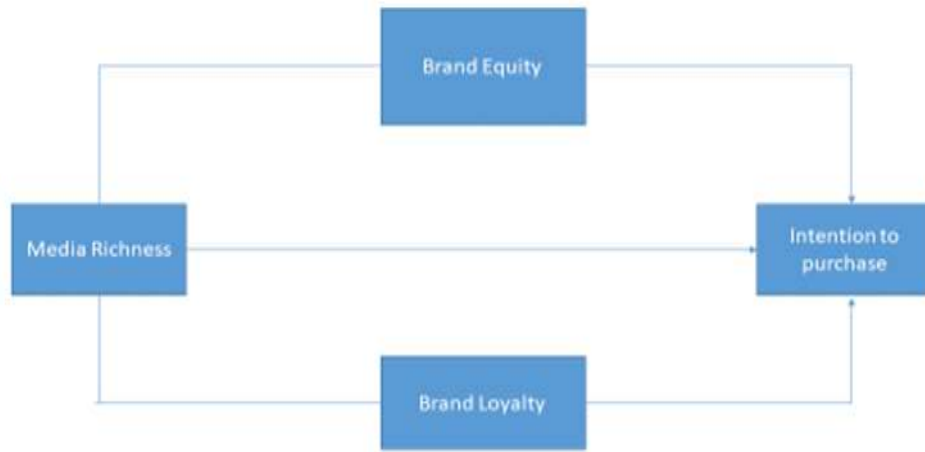 Brand Equity
Media Richness
Intention to
purchase
Brand Loyalty